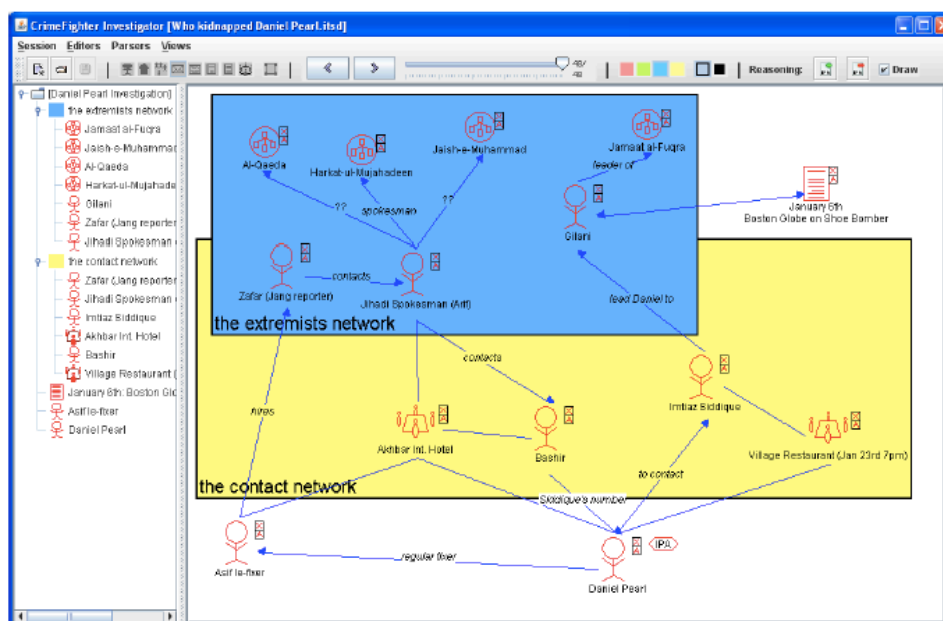 CrimeFighter Investigator [Who kidnapped Daniel Pearl.itsd]
Session Editors Parsers Views
48/
48
Reasoning:
Draw
[Daniel Pearl Investigation]
the extremists network
Jamaat al-Fuqra
Jaish-e-Muhammad
Al-Qaeda
Harkat-ul-Mujahade
Gilani
Zafar (Jang reporter
Jihadi Spokesman (
the contact network
Zafar (Jang reporter
Jihadi Spokesman (
Imtiaz Siddique
Akhbar Int. Hotel
Bashir
Village Restaurant (
January 6th: Boston Glo
Asif le-fixer
Daniel Pearl
Al-Qaeda
Harkat-ul-Mujahadeen
Jaish-e-Muhammad
Jamaat al-Fuqra
leader of
??
spokesman
??
January 6th
Boston Globe on Shoe Bomber
Gilani
contacts
Zafar (Jang reporter)
Jihadi Spokesman (Arif)
lead Daniel to
the extremists network
contacts
hires
Imtiaz Siddique
Akhbar Int. Hotel
Bashir
Village Restaurant (Jan 23rd 7pm)
to contact
the contact network
Siddique's number
IPA
regular fixer
Asif le-fixer
Daniel Pearl